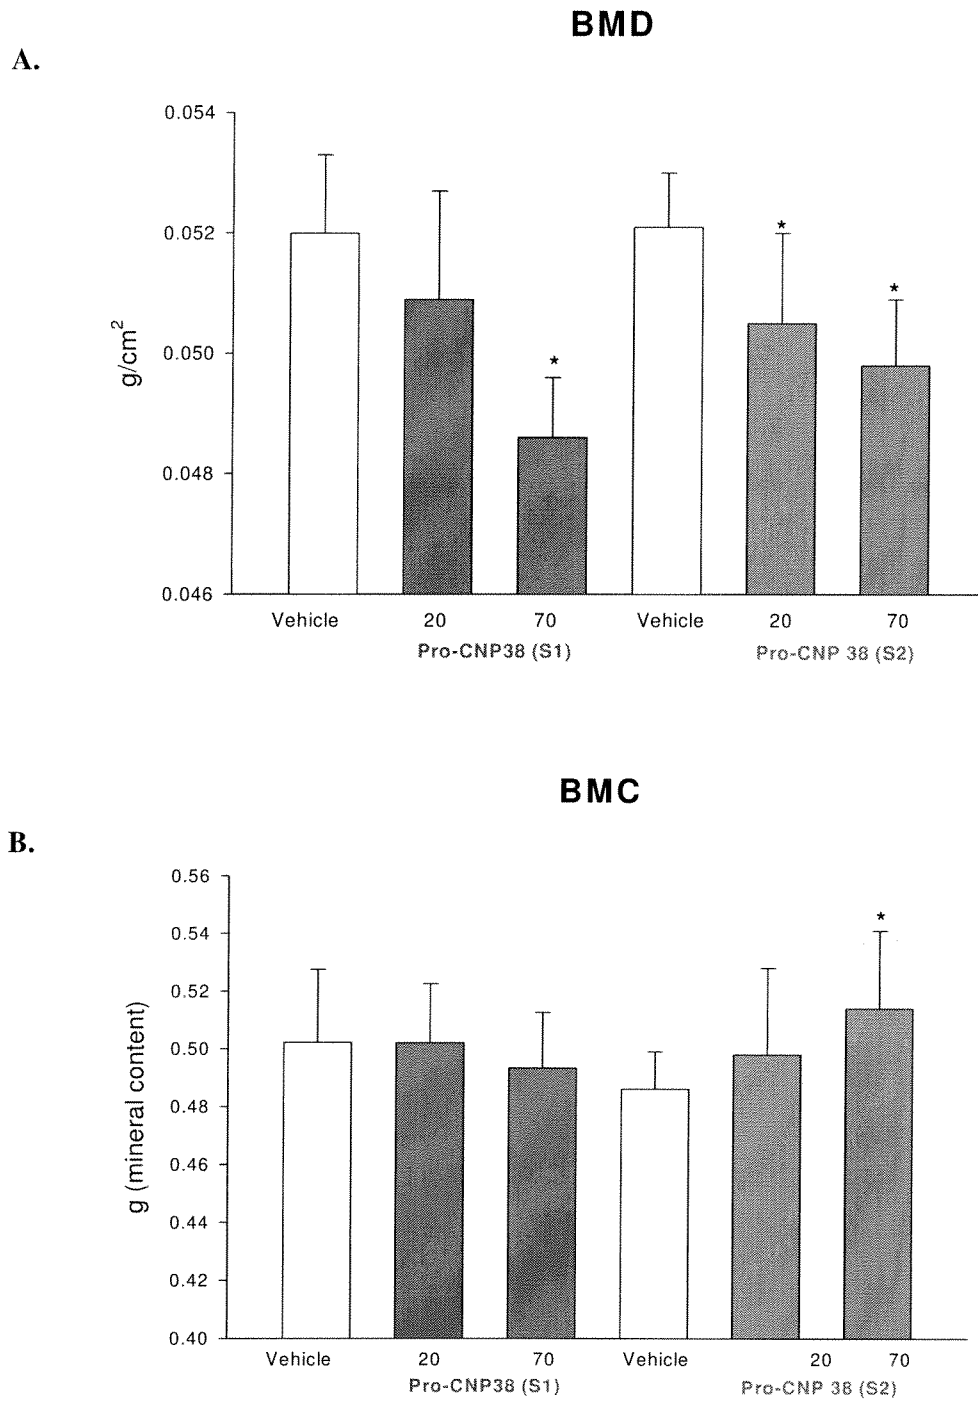 BMD
A.
0.054
0.052
0.050
0.048
0.046
g/cm²
*
*
*
Vehicle 20 70 Vehicle 20 70
Pro-CNP38 (S1) Pro-CNP 38 (S2)
BMC
B.
0.56
0.54
0.52
0.50
0.48
0.46
0.44
0.42
0.40
g (mineral content)
*
Vehicle 20 70 Vehicle 20 70
Pro-CNP38 (S1) Pro-CNP 38 (S2)